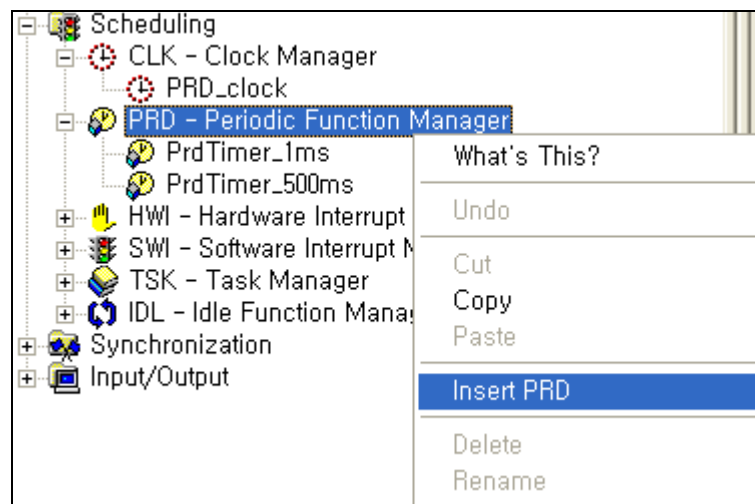 Scheduling
CLK - Clock Manager
PRD_clock
PRD - Periodic Function Manager
PrdTimer_1ms
PrdTimer_500ms
HWI - Hardware Interrupt
SWI - Software Interrupt
TSK - Task Manager
IDL - Idle Function
Synchronization
Input/Output
What's This?
Undo
Cut
Copy
Paste
Insert PRD
Delete
Rename